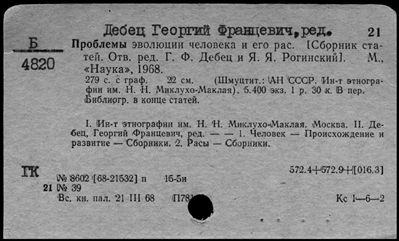 Дебец Георгий Францевич, ред. 21
Б
4820
Проблемы эволюции человека и его рас. [Сборник ста-
тей. Отв. ред. Г. Ф. Дебец и Я. Я. Рогинский]. М.,
«Наука», 1968.
279 с. с граф. 22 см. (Шмуцтит.: АН СССР. Ин-т этногра-
фии им. Н. Н. Миклухо-Маклая). 5.400 экз. 1 р. 30 к. В пер.
Библиогр. в конце статей.
I. Ин-т этнографии им. Н. Н. Миклухо-Маклая. Москва. II. Де-
бец, Георгий Францевич, ред. — — 1. Человек — Происхождение и
развитие — Сборники. 2. Расы — Сборники.
ГК
572.4+572.9+[016.3]
№ 8602 [68-21532] п 15-5и
21 № 39
Вс. кн. пал. 21 III 68 П78 Кс 1—6—2